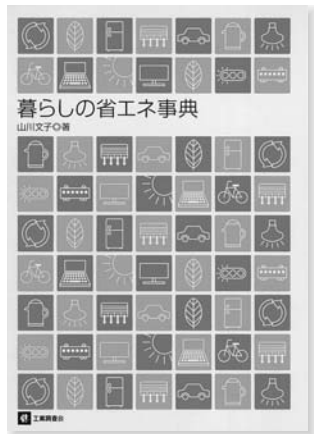 暮らしの省エネ事典
山川文子◎著
工業調査会